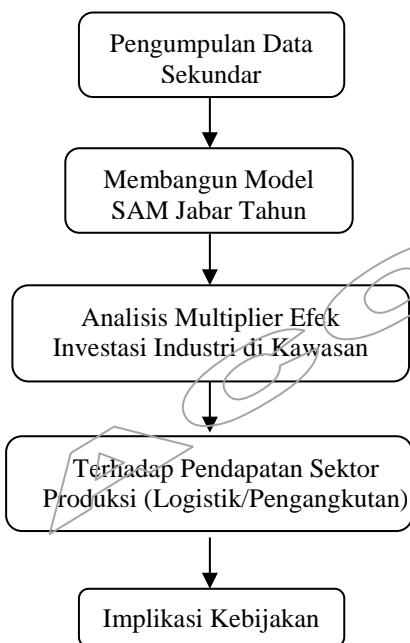 Pengumpulan Data
Sekundar
Membangun Model
SAM Jabar Tahun
Analisis Multiplier Efek
Investasi Industri di Kawasan
Terhadap Pendapatan Sektor
Produksi (Logistik/Pengangkutan)
Implikasi Kebijakan